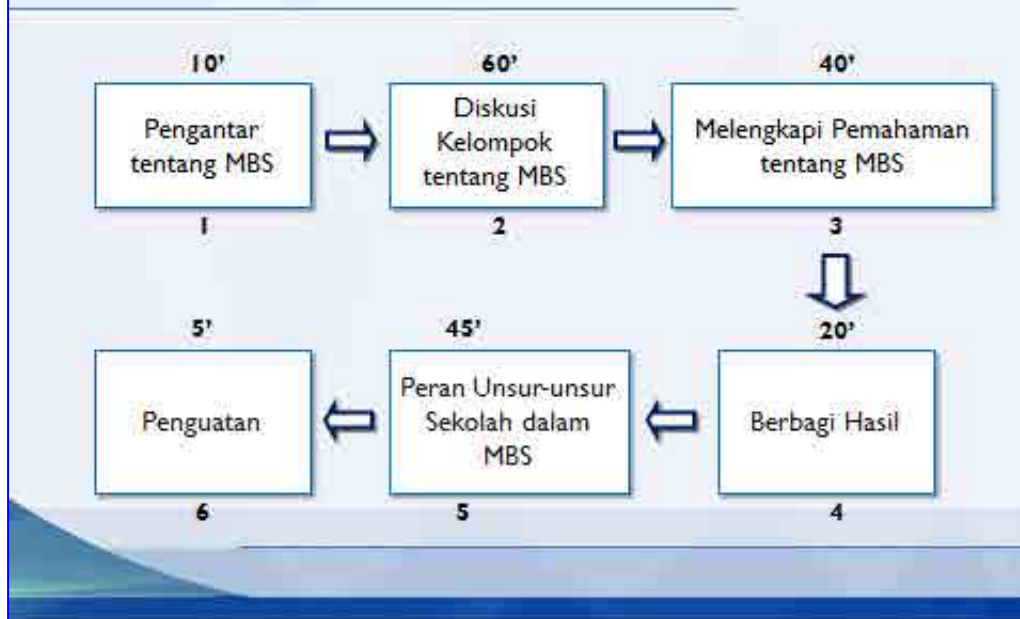 10'
Pengantar
tentang MBS
1
60'
Diskusi
Kelompok
tentang MBS
2
40'
Melengkapi Pemahaman
tentang MBS
3
20'
Berbagi Hasil
4
45'
Peran Unsur-unsur
Sekolah dalam
MBS
5
5'
Penguatan
6